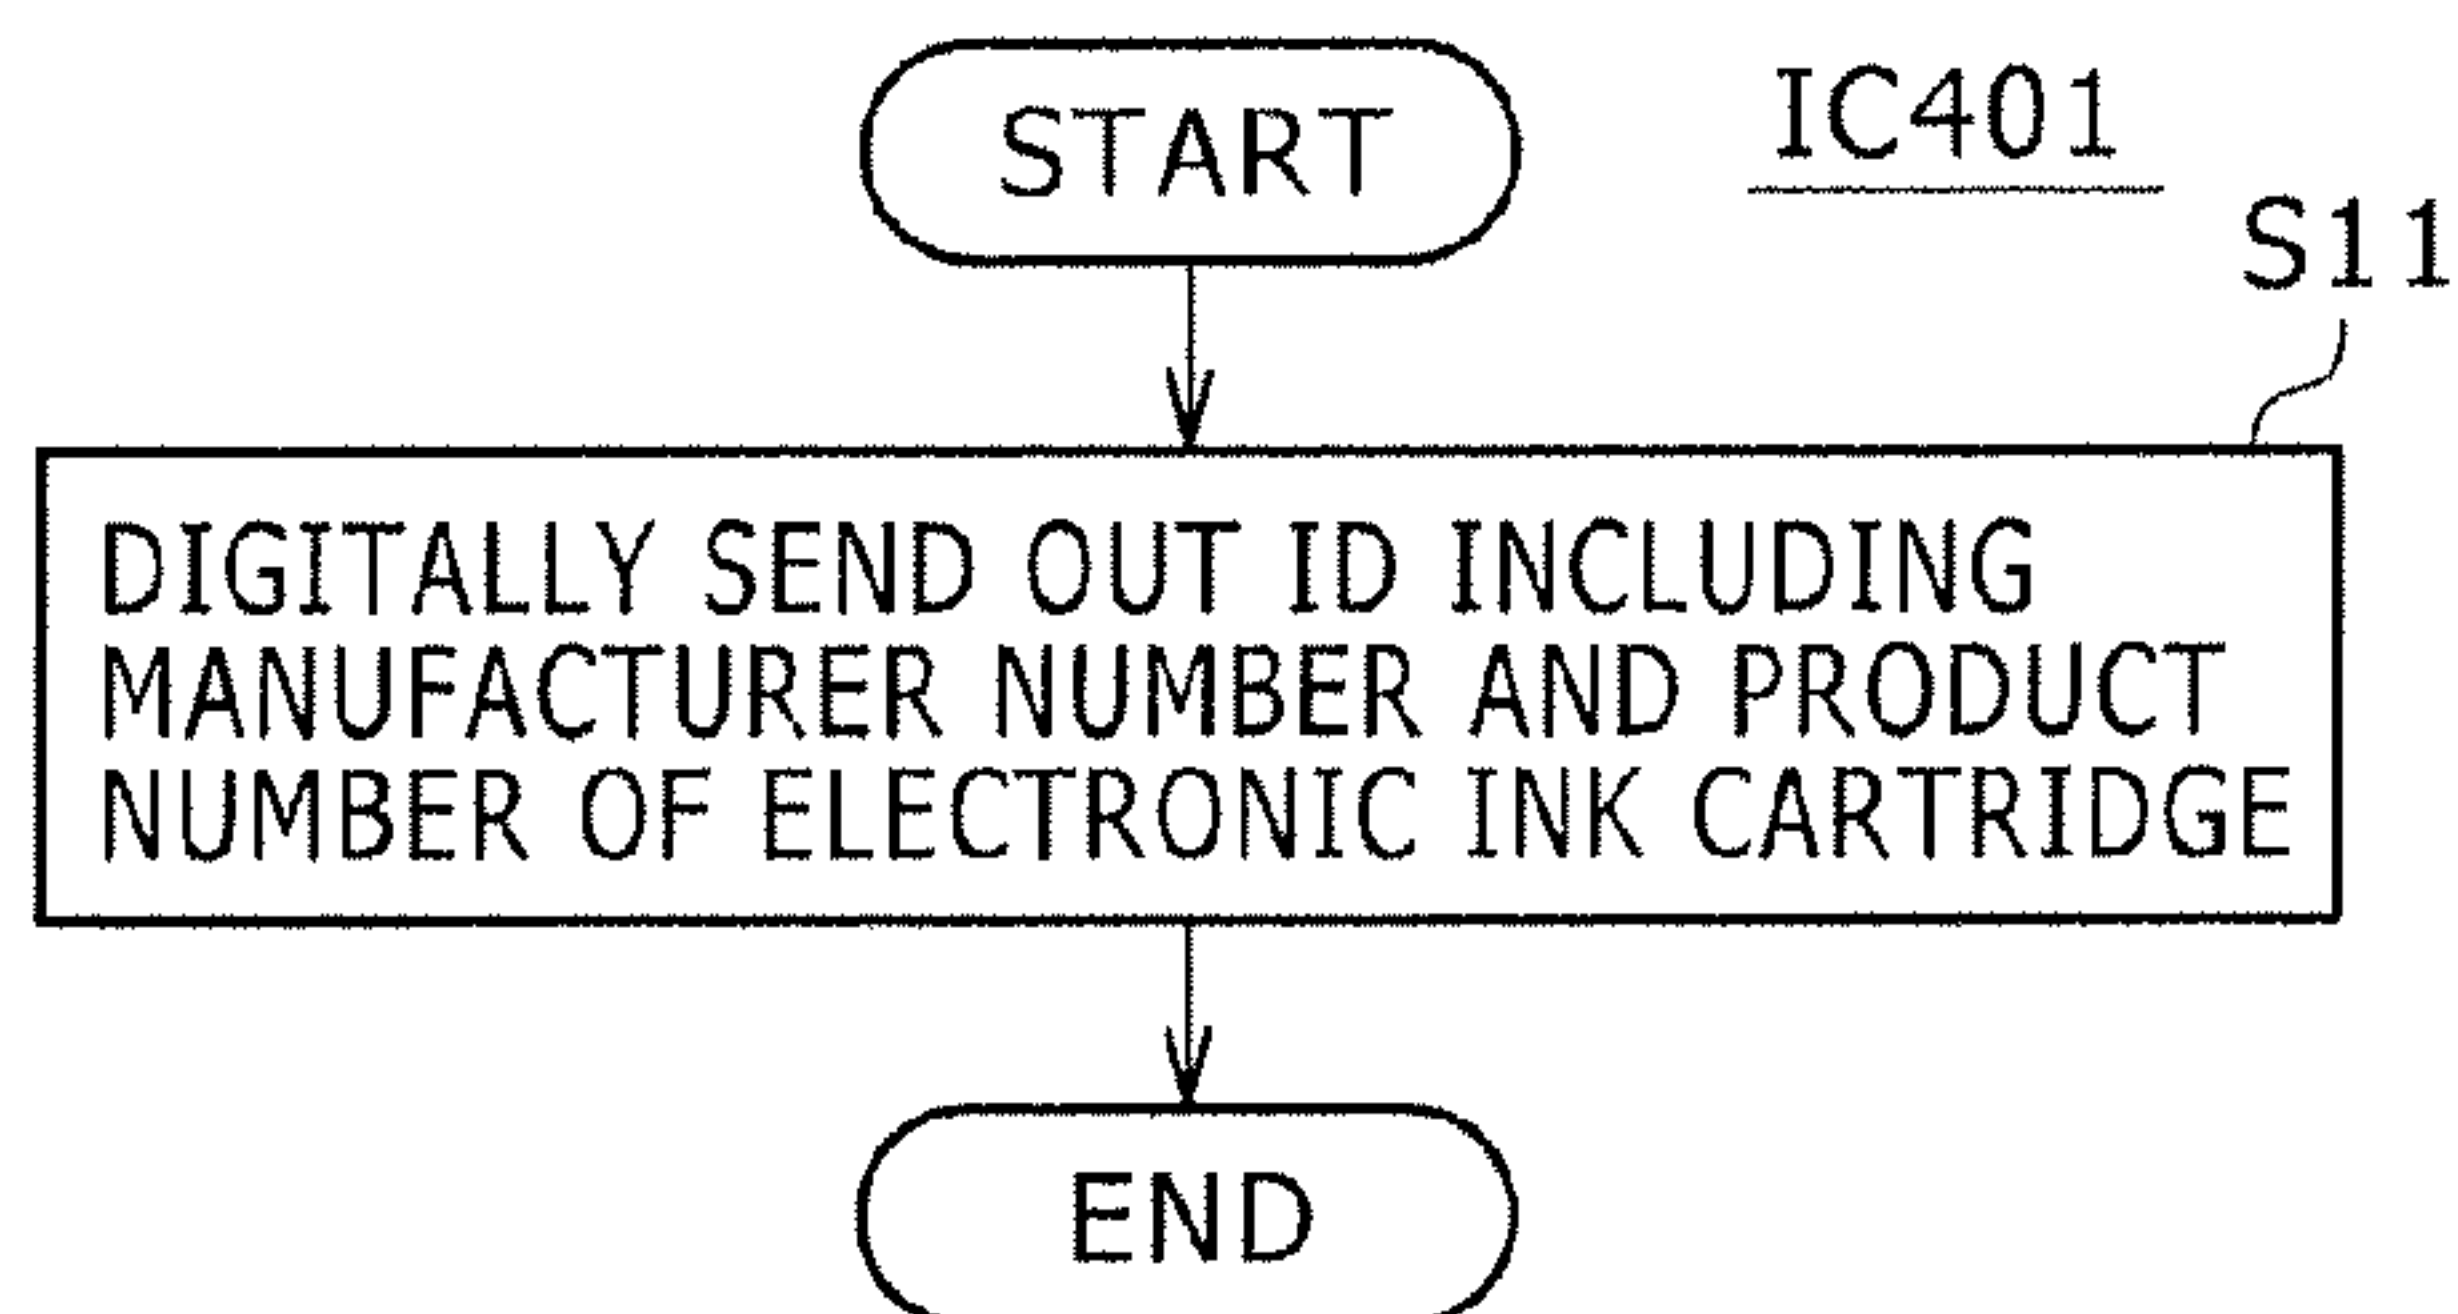 START
IC401
S11
DIGITALLY SEND OUT ID INCLUDING
MANUFACTURER NUMBER AND PRODUCT
NUMBER OF ELECTRONIC INK CARTRIDGE
END